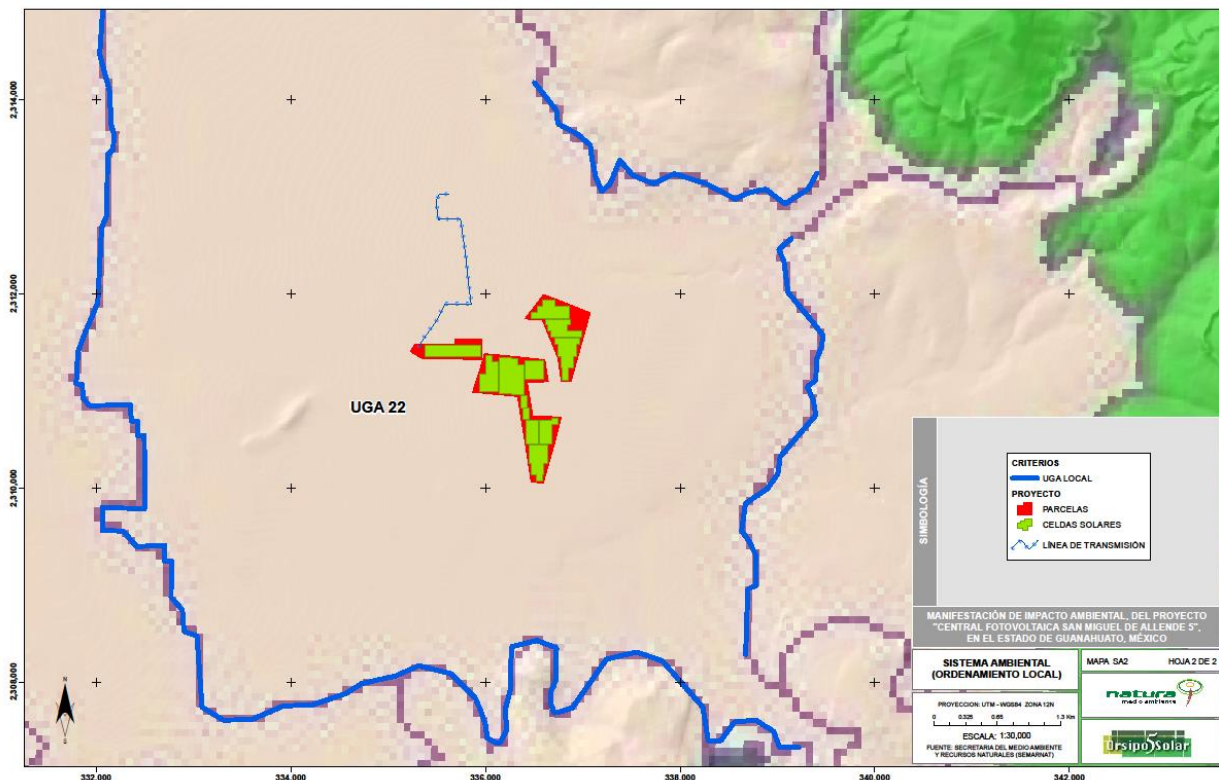 2,314,000
2,312,000
2,310,000
2,308,000
UGA 22
332,000
334,000
336,000
338,000
340,000
342,000
N
S
SIMBOLOGÍA
CRITERIOS
UGA LOCAL
PROYECTO
PARCELAS
CELDAS SOLARES
LÍNEA DE TRANSMISIÓN
MANIFESTACIÓN DE IMPACTO AMBIENTAL, DEL PROYECTO
"CENTRAL FOTOVOLTAICA SAN MIGUEL DE ALLENDE 5",
EN EL ESTADO DE GUANAHUATO, MÉXICO
SISTEMA AMBIENTAL
(ORDENAMIENTO LOCAL)
MAPA SA2 HOJA 2 DE 2
PROYECCION: UTM - WGS84 ZONA 12N
0 0.325 0.65 1.3 Km
ESCALA: 1:30,000
FUENTE: SECRETARIA DEL MEDIO AMBIENTE
Y RECURSOS NATURALES (SEMARNAT)
natura
medio ambiente
Orsipo 5 Solar